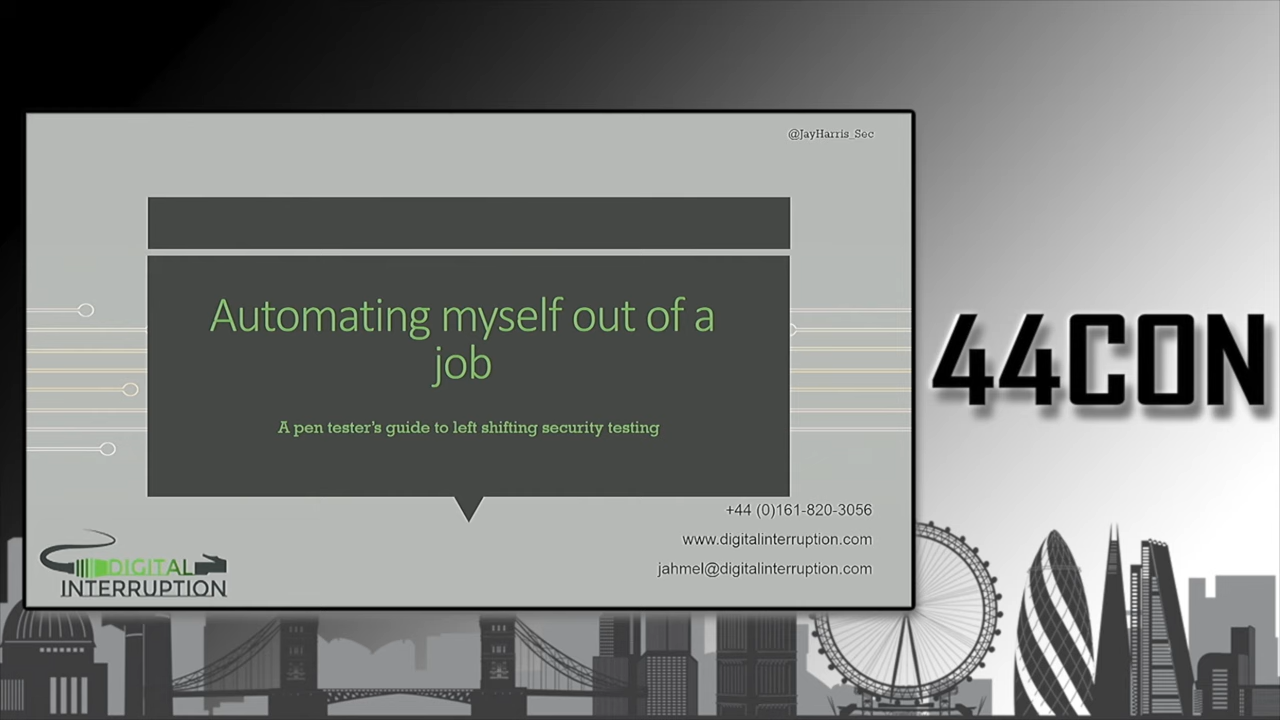 @JayHarris_Sec
Automating myself out of a
job
A pen tester's guide to left shifting security testing
+44 (0)161-820-3056
www.digitalinterruption.com
jahmel@digitalinterruption.com
DIGITAL
INTERRUPTION
44CON